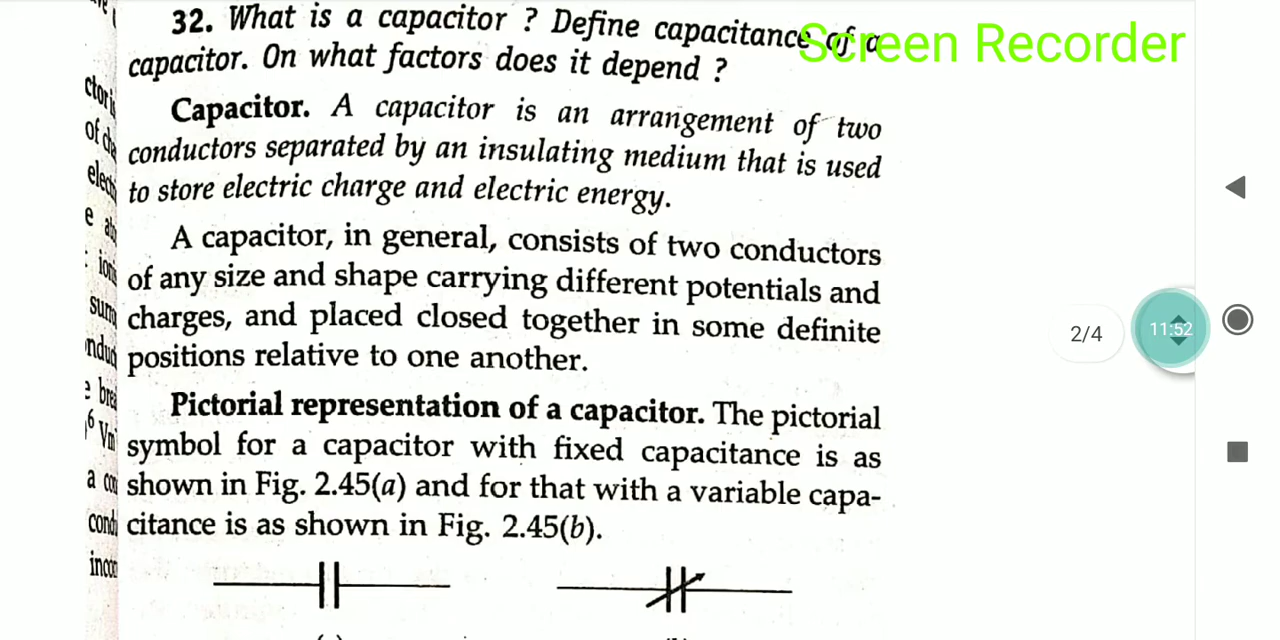 32. What is a capacitor ? Define capacitance of a
capacitor. On what factors does it depend ?
Capacitor. A capacitor is an arrangement of two
conductors separated by an insulating medium that is used
to store electric charge and electric energy.
A capacitor, in general, consists of two conductors
of any size and shape carrying different potentials and
charges, and placed closed together in some definite
positions relative to one another.
Pictorial representation of a capacitor. The pictorial
symbol for a capacitor with fixed capacitance is as
shown in Fig. 2.45(a) and for that with a variable capa-
citance is as shown in Fig. 2.45(b).
Screen Recorder
2/4
11:52